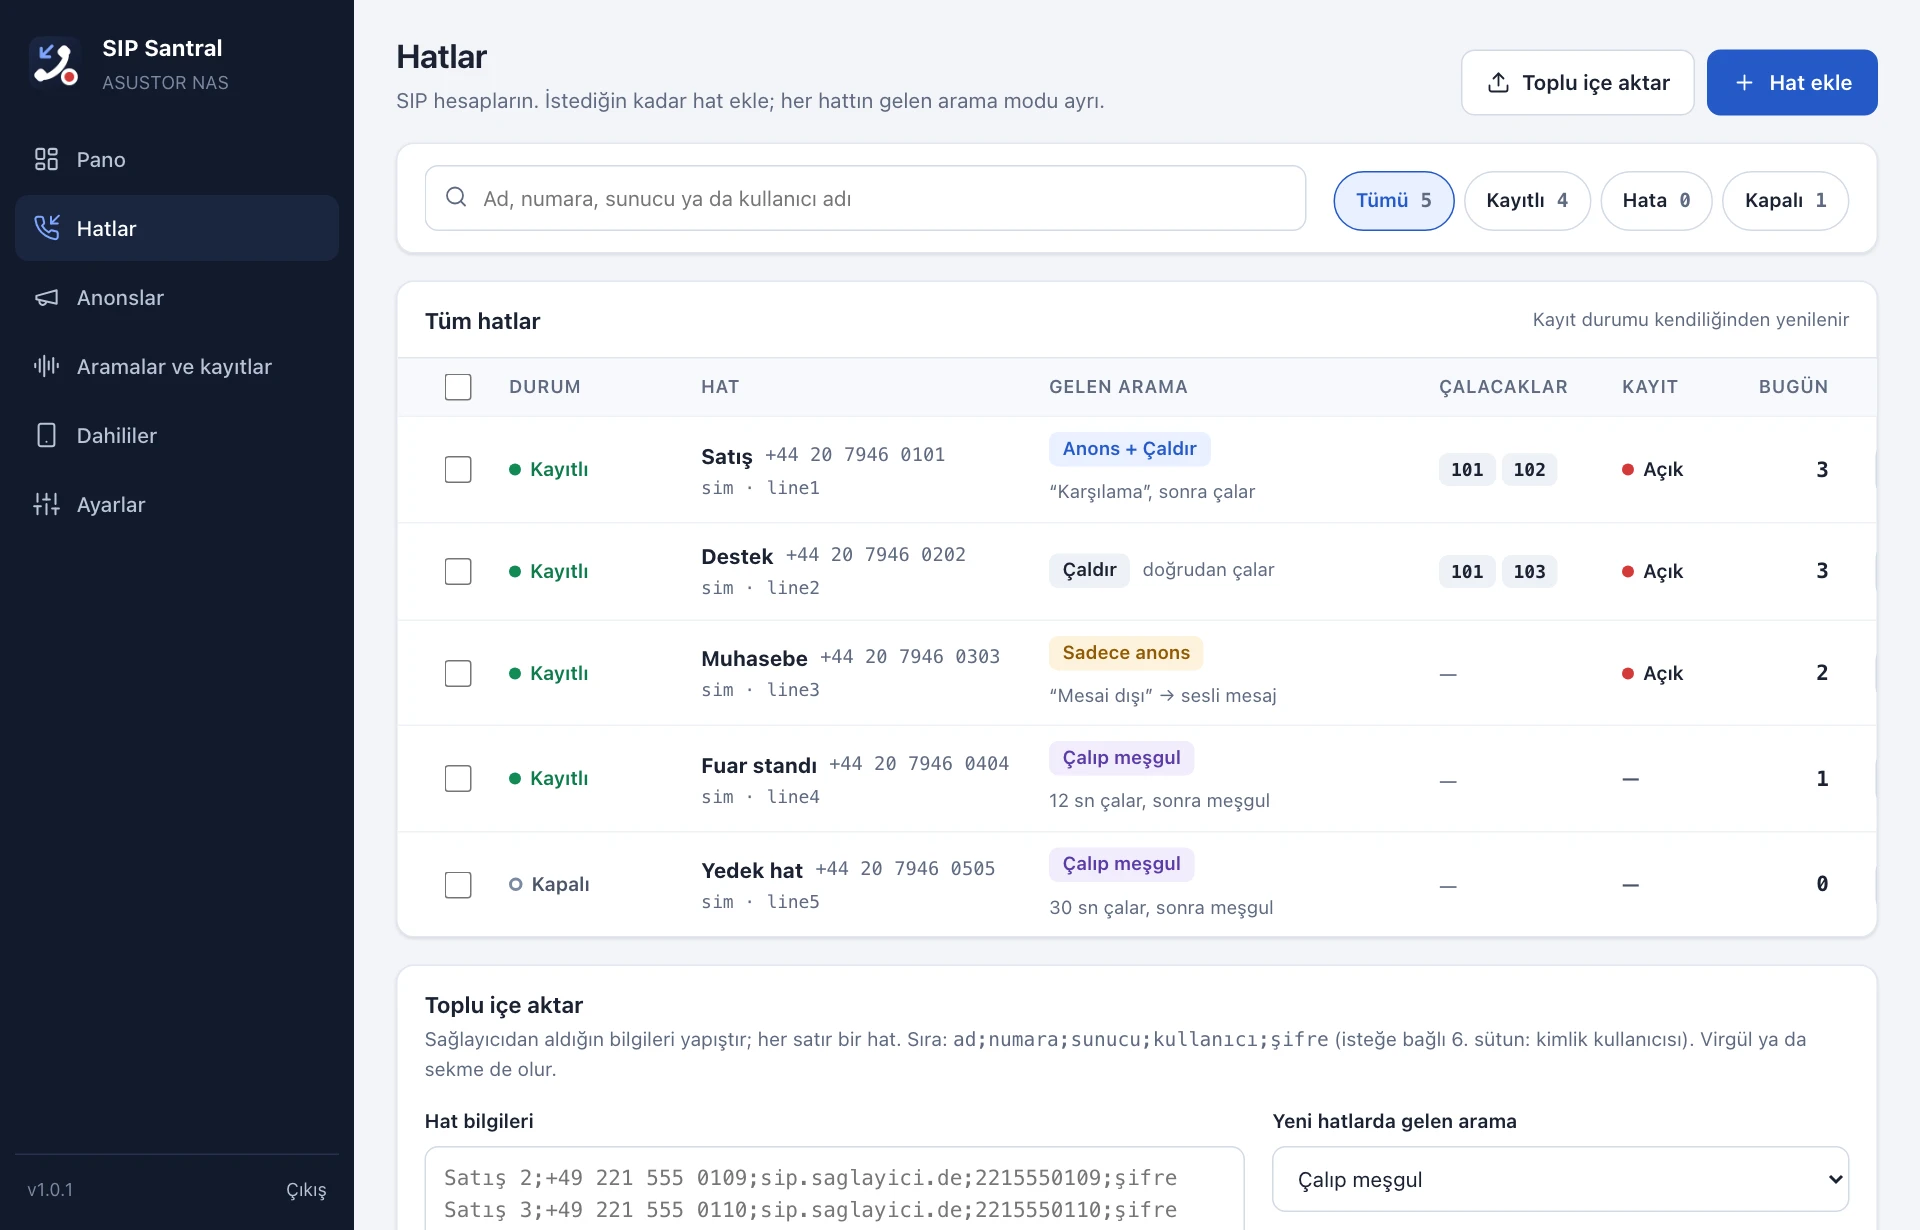 SIP Santral
ASUSTOR NAS
Pano
Hatlar
Anonslar
Aramalar ve kayıtlar
Dahililer
Ayarlar
v1.0.1
Çıkış
Hatlar
SIP hesapların. İstediğin kadar hat ekle; her hattın gelen arama modu ayrı.
Toplu içe aktar
Hat ekle
Ad, numara, sunucu ya da kullanıcı adı
Tümü 5
Kayıtlı 4
Hata 0
Kapalı 1
Tüm hatlar
Kayıt durumu kendiliğinden yenilenir
DURUM HAT GELEN ARAMA ÇALACAKLAR KAYIT BUGÜN
Kayıtlı Satış +44 20 7946 0101 Anons + Çaldır 101 102 Açık 3
sim · line1 “Karşılama”, sonra çalar
Kayıtlı Destek +44 20 7946 0202 Çaldır doğrudan çalar 101 103 Açık 3
sim · line2
Kayıtlı Muhasebe +44 20 7946 0303 Sadece anons — Açık 2
sim · line3 “Mesai dışı” → sesli mesaj
Kayıtlı Fuar standı +44 20 7946 0404 Çalıp meşgul — — 1
sim · line4 12 sn çalar, sonra meşgul
Kapalı Yedek hat +44 20 7946 0505 Çalıp meşgul — — 0
sim · line5 30 sn çalar, sonra meşgul
Toplu içe aktar
Sağlayıcıdan aldığın bilgileri yapıştır; her satır bir hat. Sıra: ad;numara;sunucu;kullanıcı;şifre (isteğe bağlı 6. sütun: kimlik kullanıcısı). Virgül ya da
sekme de olur.
Hat bilgileri
Satış 2;+49 221 555 0109;sip.saglayici.de;2215550109;şifre
Satış 3;+49 221 555 0110;sip.saglayici.de;2215550110;şifre
Yeni hatlarda gelen arama
Çalıp meşgul